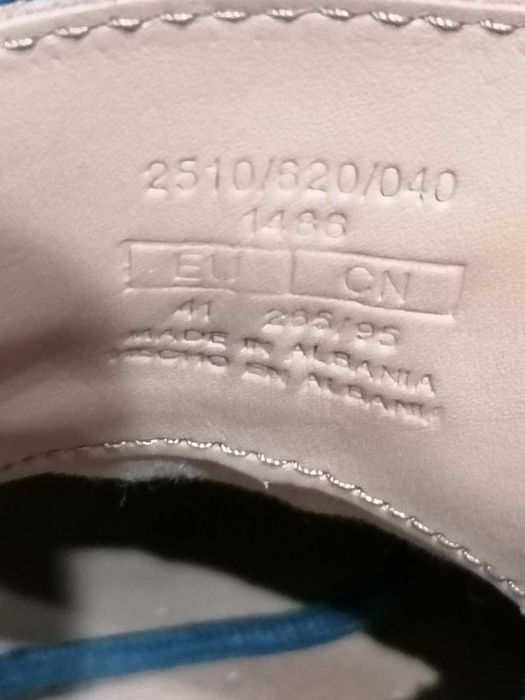 2510/620/040
1486
EU CN
41 265/95
MADE IN ALBANIA
HECHO EN ALBANIA